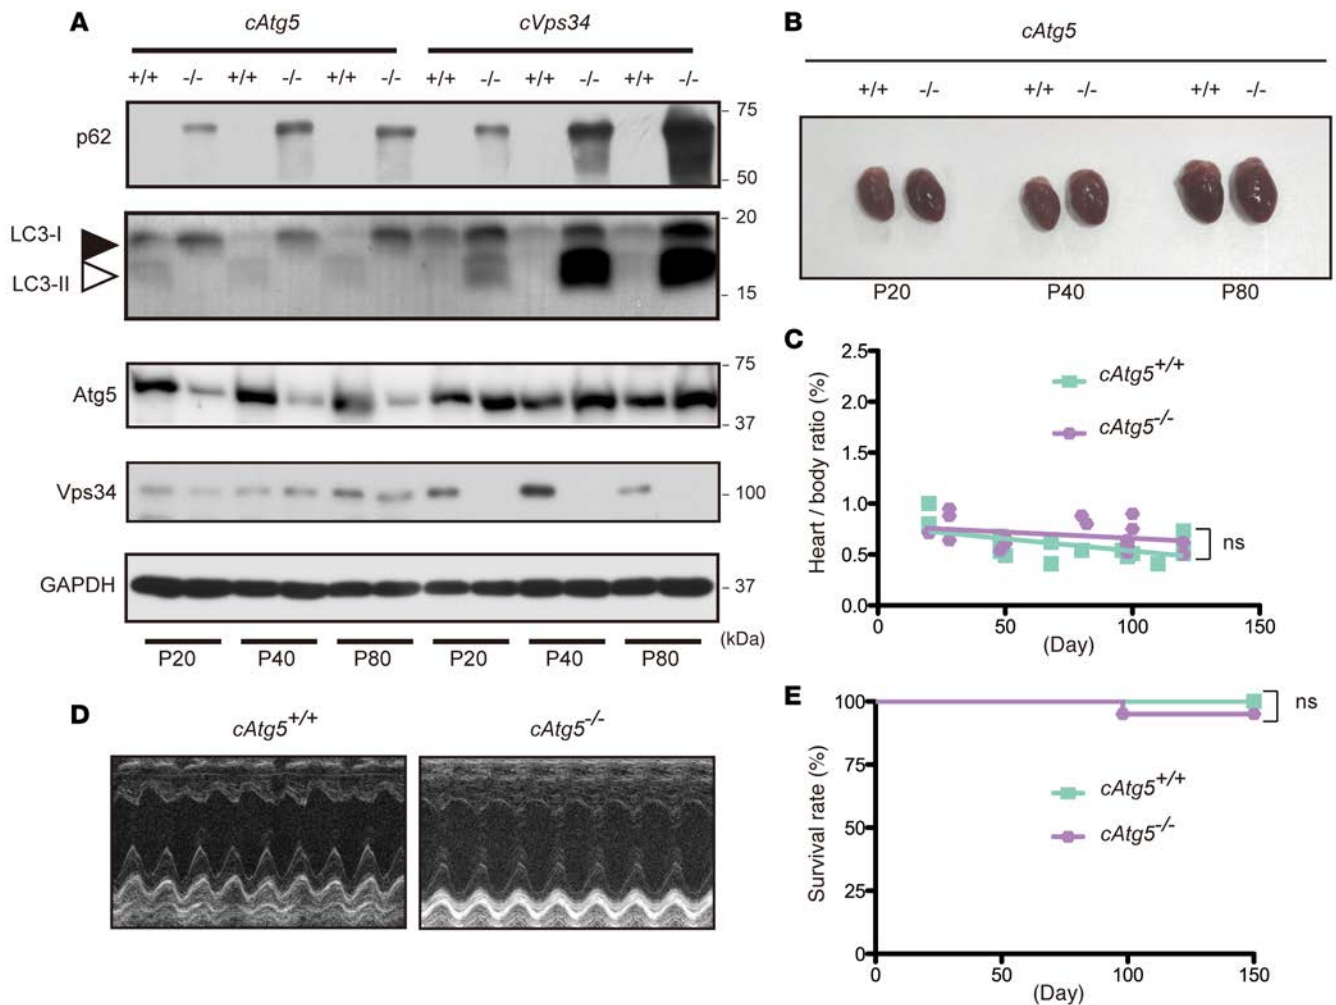 A
cAtg5 cVps34
+/+ -/- +/+ -/- +/+ -/- +/+ -/- +/+ -/- +/+ -/-
p62
75
50
LC3-I
LC3-II
20
15
Atg5
75
37
Vps34
100
GAPDH
37
(kDa)
P20 P40 P80 P20 P40 P80
B
cAtg5
+/+ -/- +/+ -/- +/+ -/-
P20 P40 P80
C
Heart / body ratio (%)
2.5
2.0
1.5
1.0
0.5
0.0
0 50 100 150
(Day)
cAtg5+/+
cAtg5-/-
ns
D
cAtg5+/+ cAtg5-/-
E
Survival rate (%)
100
75
50
25
0
0 50 100 150
(Day)
cAtg5+/+
cAtg5-/-
ns